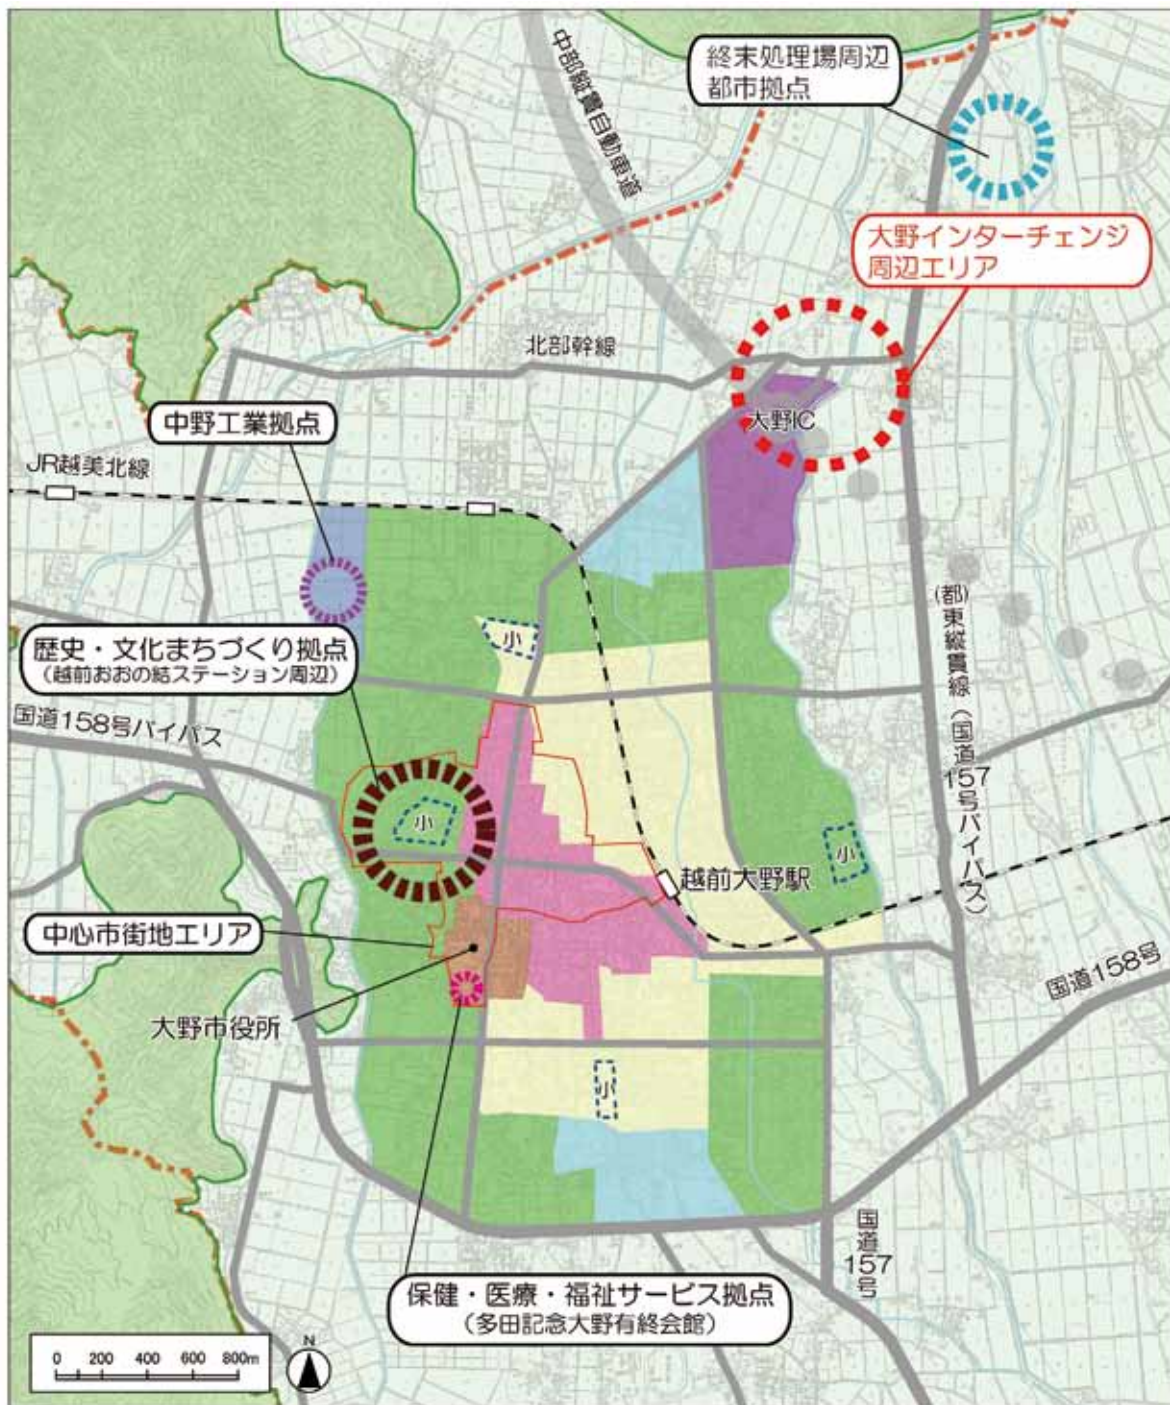 終末処理場周辺
都市拠点
中部縦貫自動車道
大野インターチェンジ
周辺エリア
北部幹線
中野工業拠点
大野IC
JR越美北線
小
歴史・文化まちづくり拠点
（越前おおの結ステーション周辺）
(都)東縦貫線（国道157号バイパス）
国道158号バイパス
小
小
越前大野駅
中心市街地エリア
国道158号
大野市役所
小
国道157号
保健・医療・福祉サービス拠点
（多田記念大野有終会館）
0 200 400 600 800m
N